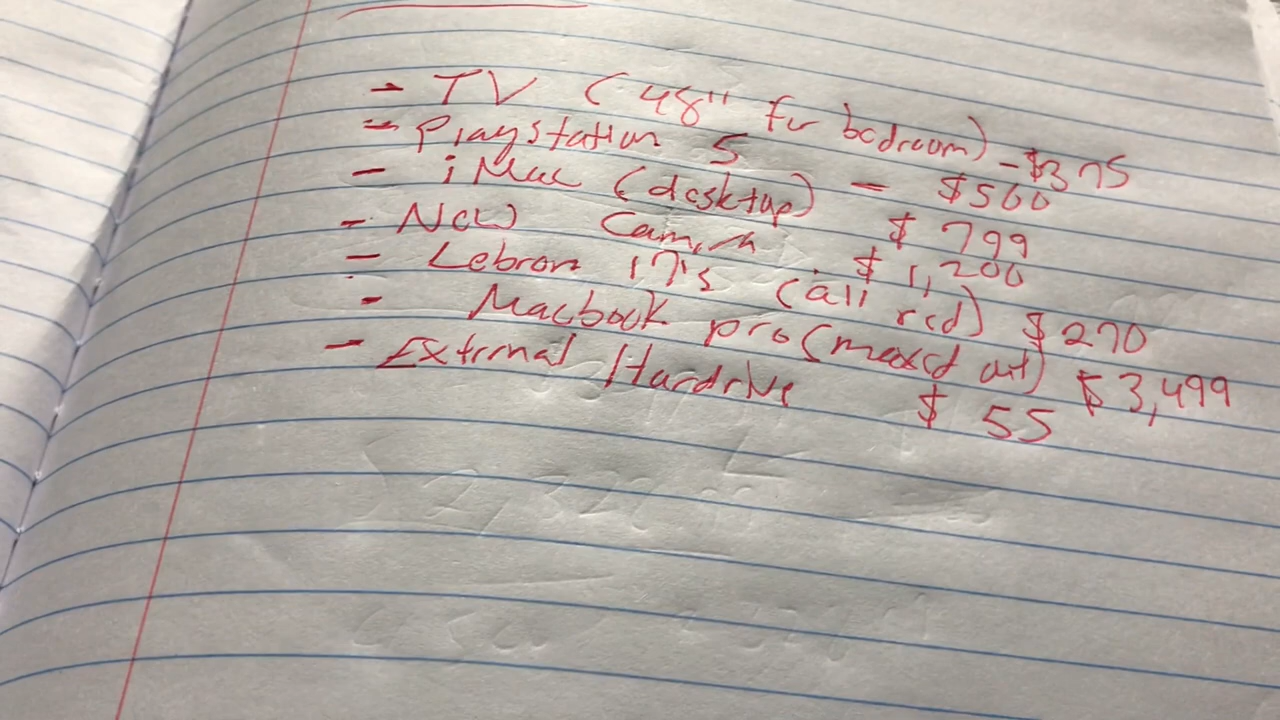 - TV (48" for bedroom) - $375
- Playstation 5 - $500
- iMac (desktop) $799
- New Camera $1,200
- Lebron 17's (all red) $270
- Macbook pro (maxed out) $3,499
- External Hardrive $55